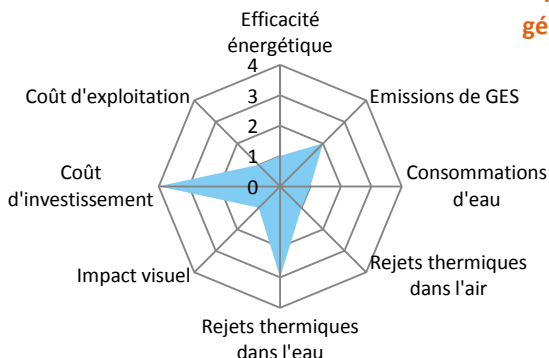 gé
Efficacité
énergétique
4
3
2
1
0
Coût d'exploitation
Emissions de GES
Coût
d'investissement
Consommations
d'eau
Impact visuel
Rejets thermiques
dans l'air
Rejets thermiques
dans l'eau